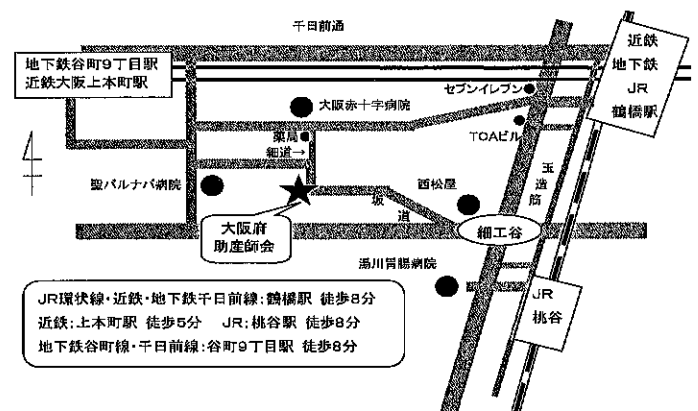 千日前通
地下鉄谷町9丁目駅
近鉄大阪上本町駅
近鉄
地下鉄
JR
鶴橋駅
セブンイレブン
大阪赤十字病院
TOAビル
薬局
細道→
聖バルナバ病院
玉造筋
西松屋
坂道
大阪府
助産師会
細工谷
湯川胃腸病院
JR
桃谷
JR環状線・近鉄・地下鉄千日前線:鶴橋駅 徒歩8分
近鉄:上本町駅 徒歩5分 JR:桃谷駅 徒歩8分
地下鉄谷町線・千日前線:谷町9丁目駅 徒歩8分